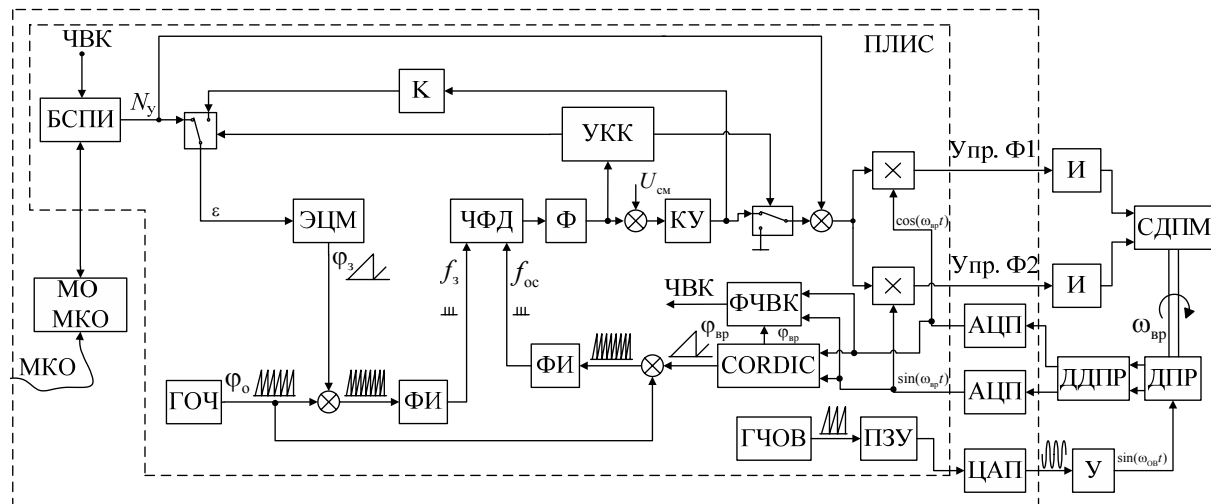 ЧВК
ПЛИС
Nу
БСПИ
К
УКК
Uсм
ε
ЭЦМ
ЧФД
Ф
КУ
×
Упр. Ф1
И
cos(ωврt)
СДПМ
φз
fз
fос
ЧВК
ФЧВК
×
Упр. Ф2
И
МО
МКО
φвр
φвр
АЦП
ωвр
МКО
φо
ФИ
CORDIC
sin(ωврt)
ДДПР
ДПР
ГОЧ
ФИ
АЦП
ГЧОВ
ПЗУ
ЦАП
У
sin(ωОВt)